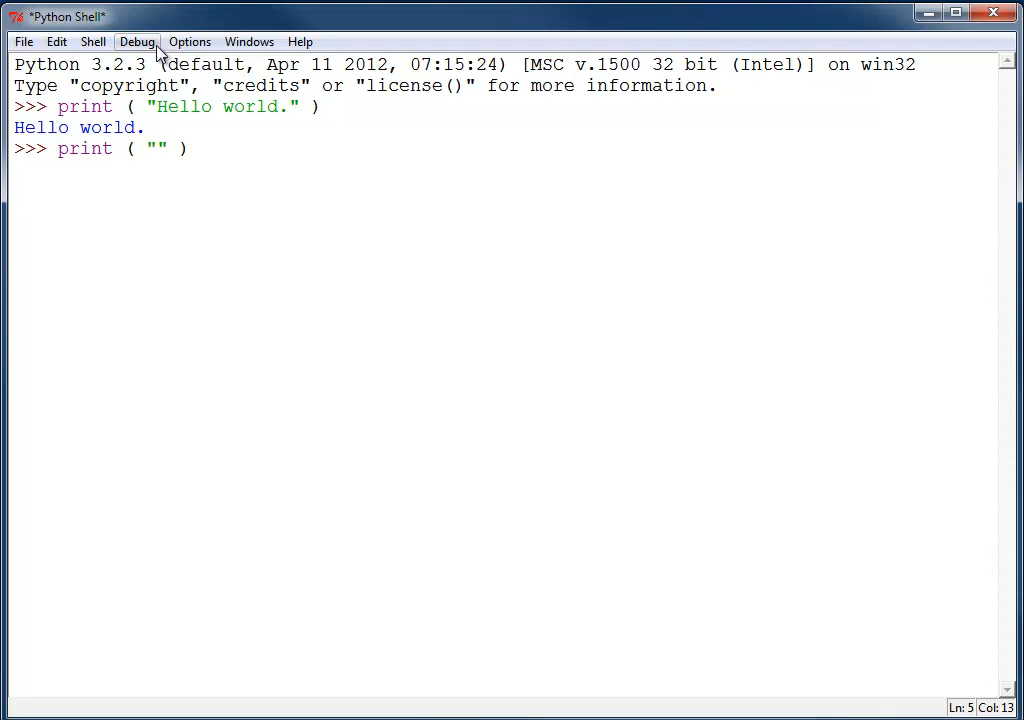 *Python Shell*
File Edit Shell Debug Options Windows Help
Python 3.2.3 (default, Apr 11 2012, 07:15:24) [MSC v.1500 32 bit (Intel)] on win32
Type "copyright", "credits" or "license()" for more information.
>>> print ( "Hello world." )
Hello world.
>>> print ( "" )
Ln: 5 Col: 13